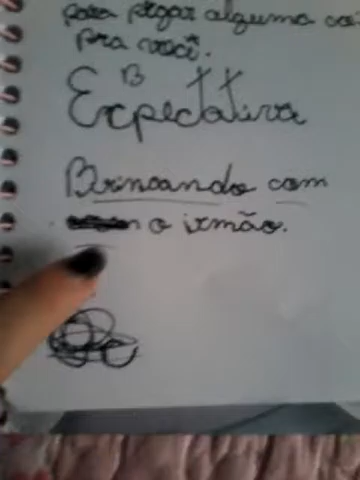 para pegar alguma coi
pra você.
B
Expectativa
Brincando com
o irmão.